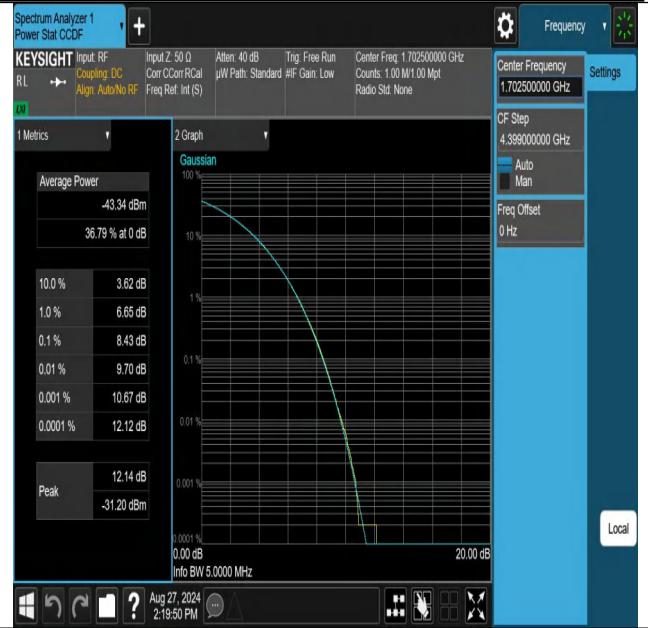 Spectrum Analyzer 1
Power Stat CCDF
+
Frequency
KEYSIGHT
RL
LXI
Input: RF
Coupling: DC
Align: Auto/No RF
Input Z: 50 Ω
Corr CCorr RCal
Freq Ref: Int (S)
Atten: 40 dB
µW Path: Standard
Trig: Free Run
#IF Gain: Low
Center Freq: 1.702500000 GHz
Counts: 1.00 M/1.00 Mpt
Radio Std: None
Center Frequency
1.702500000 GHz
Settings
CF Step
4.399000000 GHz
Auto
Man
Freq Offset
0 Hz
Local
1 Metrics
Average Power
-43.34 dBm
36.79 % at 0 dB
10.0 % 3.62 dB
1.0 % 6.65 dB
0.1 % 8.43 dB
0.01 % 9.70 dB
0.001 % 10.67 dB
0.0001 % 12.12 dB
Peak
12.14 dB
-31.20 dBm
2 Graph
Gaussian
100 %
10 %
1 %
0.1 %
0.01 %
0.001 %
0.0001 %
0.00 dB 20.00 dB
Info BW 5.0000 MHz
?
Aug 27, 2024
2:19:50 PM